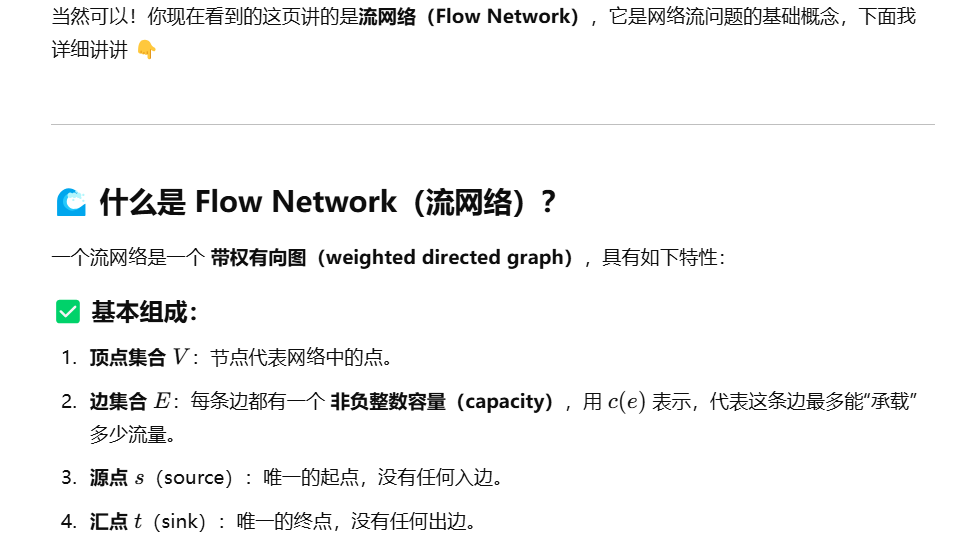 当然可以！你现在看到的这页讲的是流网络（Flow Network），它是网络流问题的基础概念，下面我
详细讲讲 👇
🌊 什么是 Flow Network（流网络）？
一个流网络是一个 带权有向图（weighted directed graph），具有如下特性：
✅ 基本组成：
1. 顶点集合 V：节点代表网络中的点。
2. 边集合 E：每条边都有一个 非负整数容量（capacity），用 c(e) 表示，代表这条边最多能“承载”
多少流量。
3. 源点 s（source）：唯一的起点，没有任何入边。
4. 汇点 t（sink）：唯一的终点，没有任何出边。